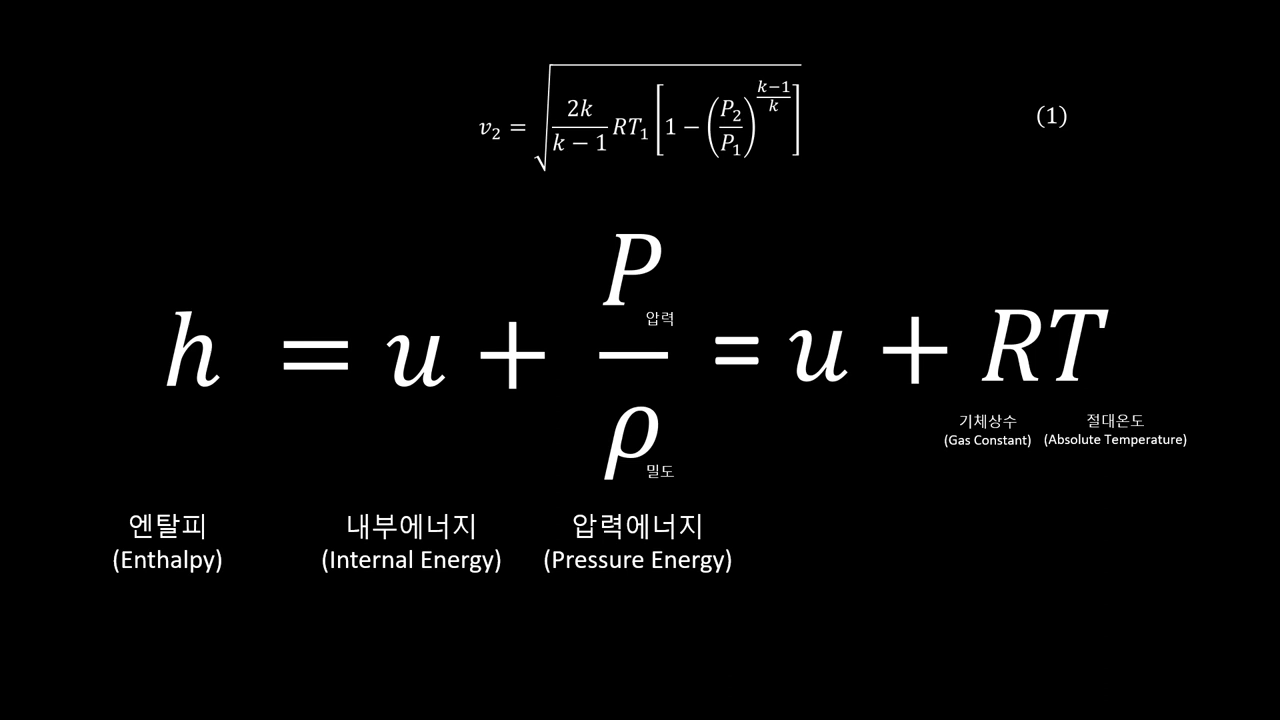 v₂ = √(2k/(k−1) RT₁ [1 − (P₂/P₁)^((k−1)/k)]) (1)
h = u + P/ρ = u + RT
압력
밀도
기체상수 절대온도
(Gas Constant) (Absolute Temperature)
엔탈피 내부에너지 압력에너지
(Enthalpy) (Internal Energy) (Pressure Energy)